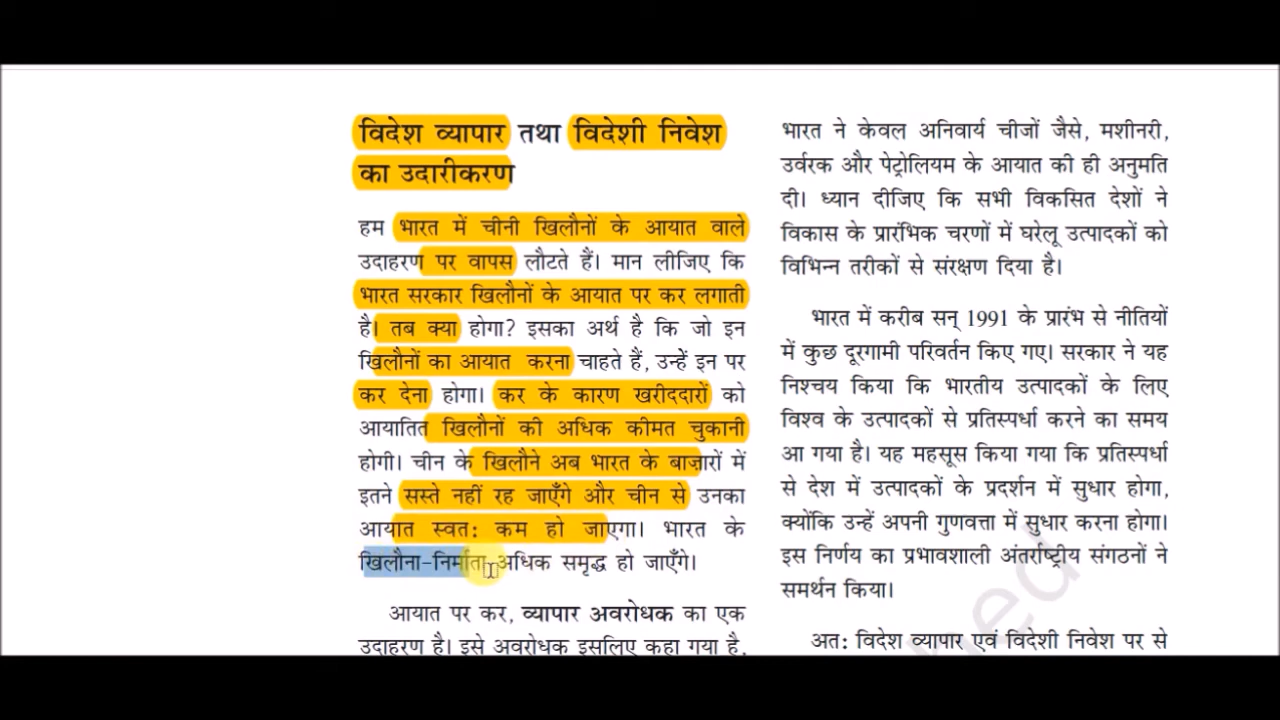 विदेश व्यापार तथा विदेशी निवेश
का उदारीकरण
हम भारत में चीनी खिलौनों के आयात वाले
उदाहरण पर वापस लौटते हैं। मान लीजिए कि
भारत सरकार खिलौनों के आयात पर कर लगाती
है। तब क्या होगा? इसका अर्थ है कि जो इन
खिलौनों का आयात करना चाहते हैं, उन्हें इन पर
कर देना होगा। कर के कारण खरीददारों को
आयातित खिलौनों की अधिक कीमत चुकानी
होगी। चीन के खिलौने अब भारत के बाज़ारों में
इतने सस्ते नहीं रह जाएँगे और चीन से उनका
आयात स्वत: कम हो जाएगा। भारत के
खिलौना-निर्माता अधिक समृद्ध हो जाएँगे।
आयात पर कर, व्यापार अवरोधक का एक
उदाहरण है। इसे अवरोधक इसलिए कहा गया है,
भारत ने केवल अनिवार्य चीजों जैसे, मशीनरी,
उर्वरक और पेट्रोलियम के आयात की ही अनुमति
दी। ध्यान दीजिए कि सभी विकसित देशों ने
विकास के प्रारंभिक चरणों में घरेलू उत्पादकों को
विभिन्न तरीकों से संरक्षण दिया है।
भारत में करीब सन् 1991 के प्रारंभ से नीतियों
में कुछ दूरगामी परिवर्तन किए गए। सरकार ने यह
निश्चय किया कि भारतीय उत्पादकों के लिए
विश्व के उत्पादकों से प्रतिस्पर्धा करने का समय
आ गया है। यह महसूस किया गया कि प्रतिस्पर्धा
से देश में उत्पादकों के प्रदर्शन में सुधार होगा,
क्योंकि उन्हें अपनी गुणवत्ता में सुधार करना होगा।
इस निर्णय का प्रभावशाली अंतर्राष्ट्रीय संगठनों ने
समर्थन किया।
अत: विदेश व्यापार एवं विदेशी निवेश पर से